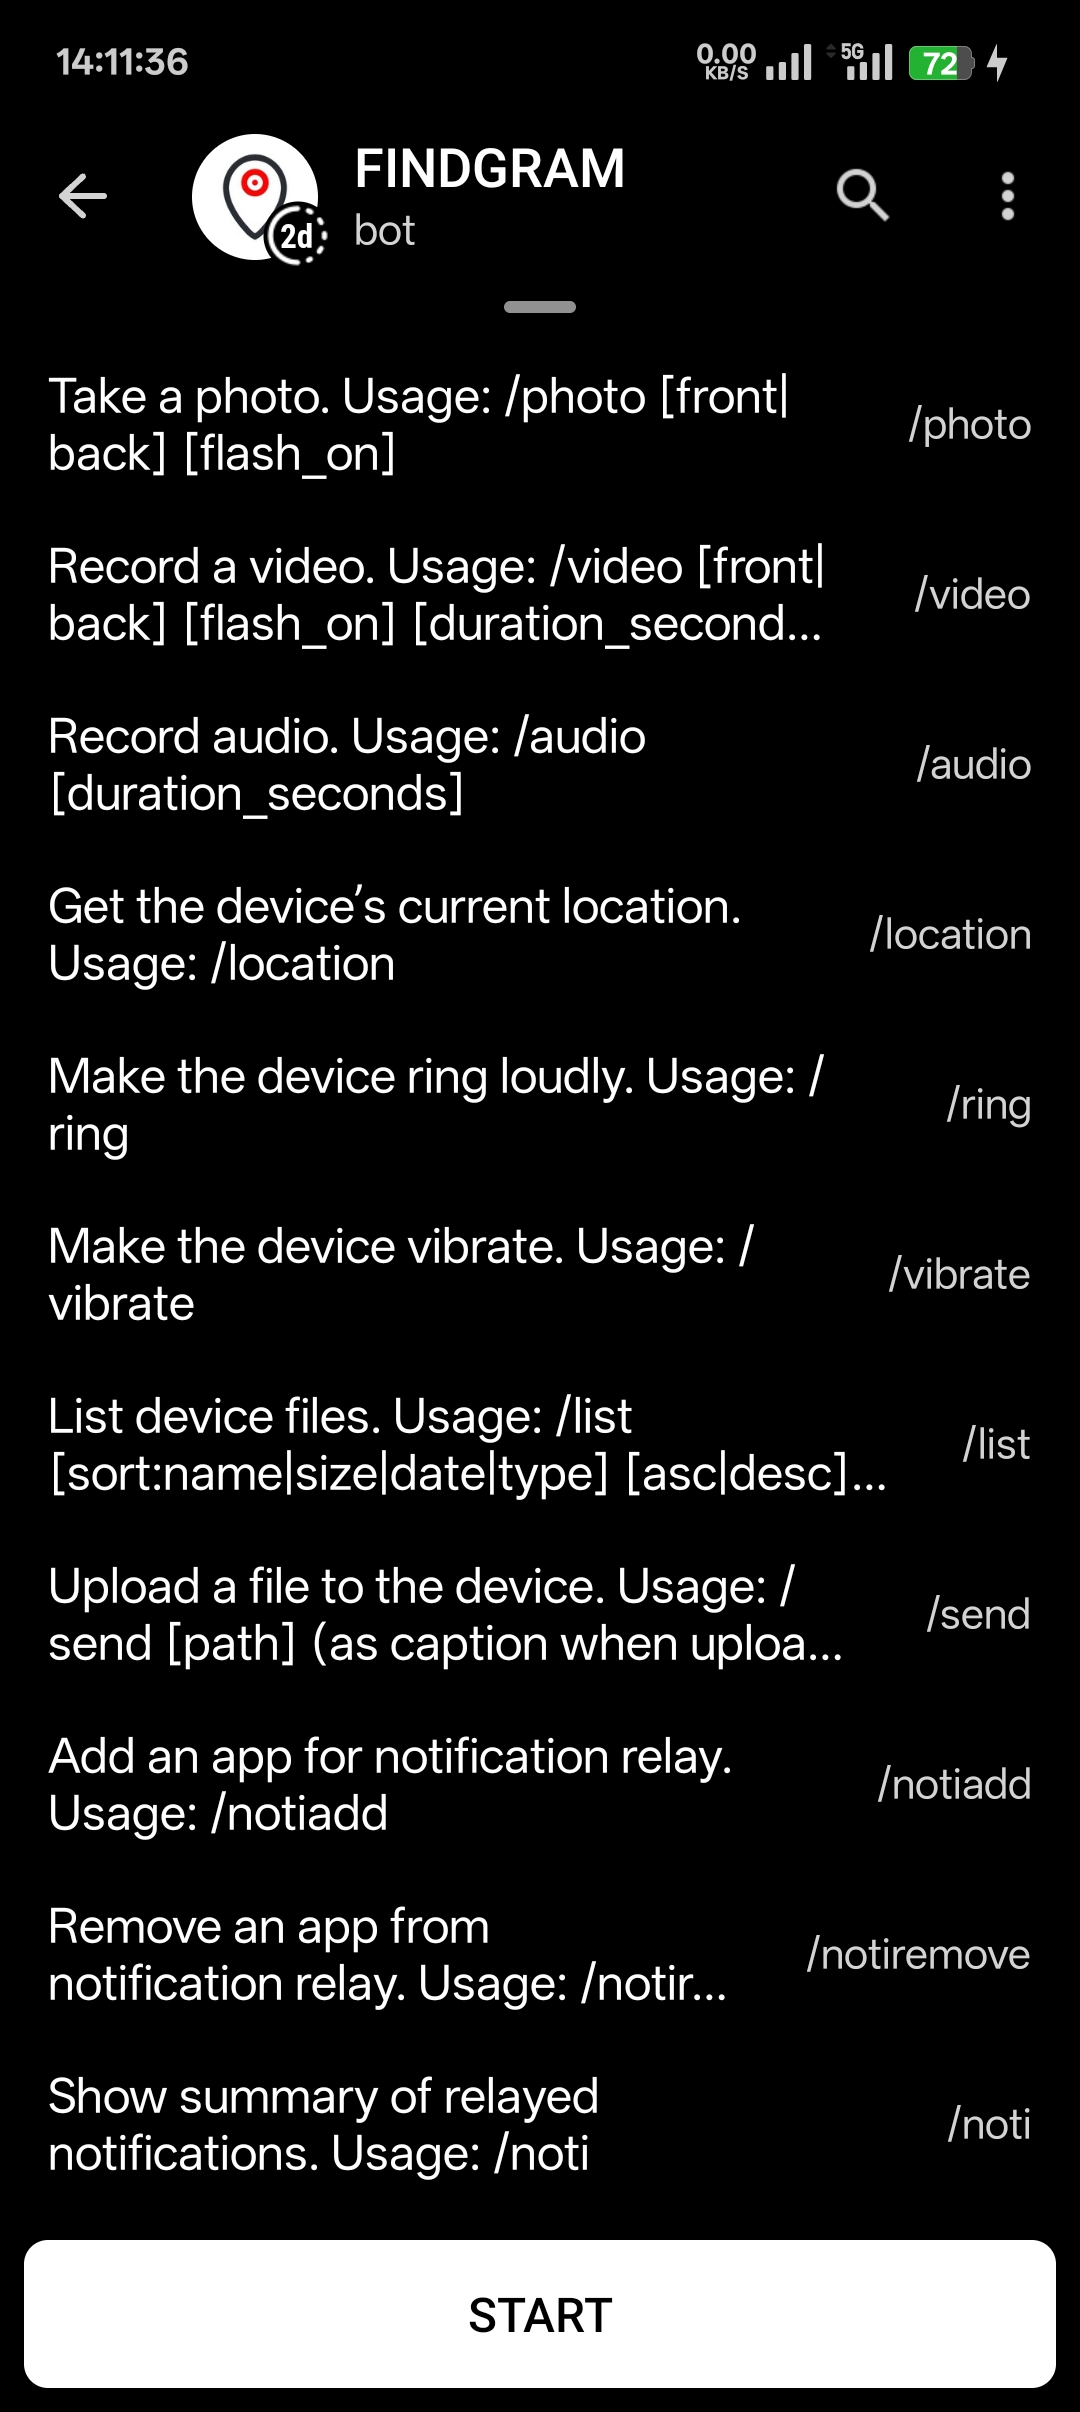 14:11:36
0.00
KB/S
5G
72
FINDGRAM
2d
bot
Take a photo. Usage: /photo [front|
back] [flash_on]
/photo
Record a video. Usage: /video [front|
back] [flash_on] [duration_second...
/video
Record audio. Usage: /audio
[duration_seconds]
/audio
Get the device’s current location.
Usage: /location
/location
Make the device ring loudly. Usage: /
ring
/ring
Make the device vibrate. Usage: /
vibrate
/vibrate
List device files. Usage: /list
[sort:name|size|date|type] [asc|desc]...
/list
Upload a file to the device. Usage: /
send [path] (as caption when uploa...
/send
Add an app for notification relay.
Usage: /notiadd
/notiadd
Remove an app from
notification relay. Usage: /notir...
/notiremove
Show summary of relayed
notifications. Usage: /noti
/noti
START